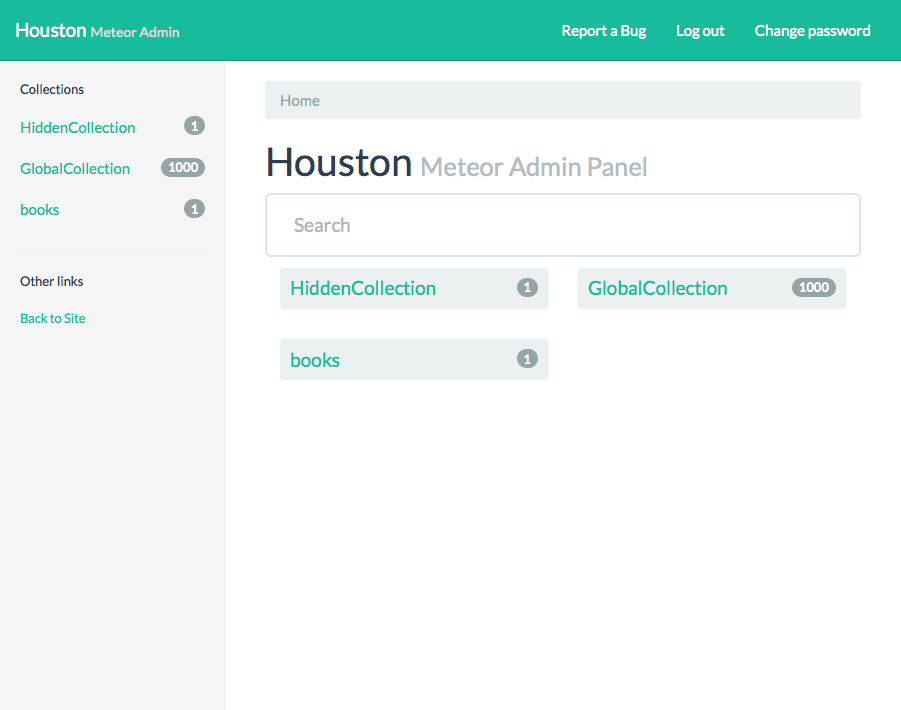 Houston Meteor Admin
Report a Bug
Log out
Change password
Collections
HiddenCollection 1
GlobalCollection 1000
books 1
Other links
Back to Site
Home
Houston Meteor Admin Panel
Search
HiddenCollection 1
GlobalCollection 1000
books 1